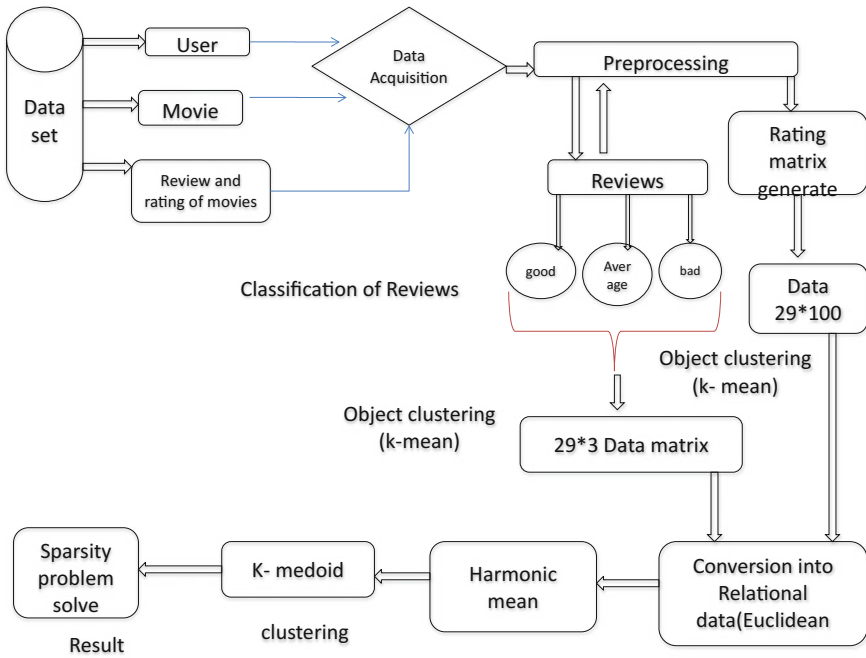 User
Data
Acquisition
Preprocessing
Data
set
Movie
Rating
matrix
generate
Review and
rating of movies
Reviews
good
Aver
age
bad
Classification of Reviews
Data
29*100
Object clustering
(k- mean)
Object clustering
(k-mean)
29*3 Data matrix
Sparsity
problem
solve
K- medoid
Harmonic
mean
Conversion into
Relational
data(Euclidean
clustering
Result